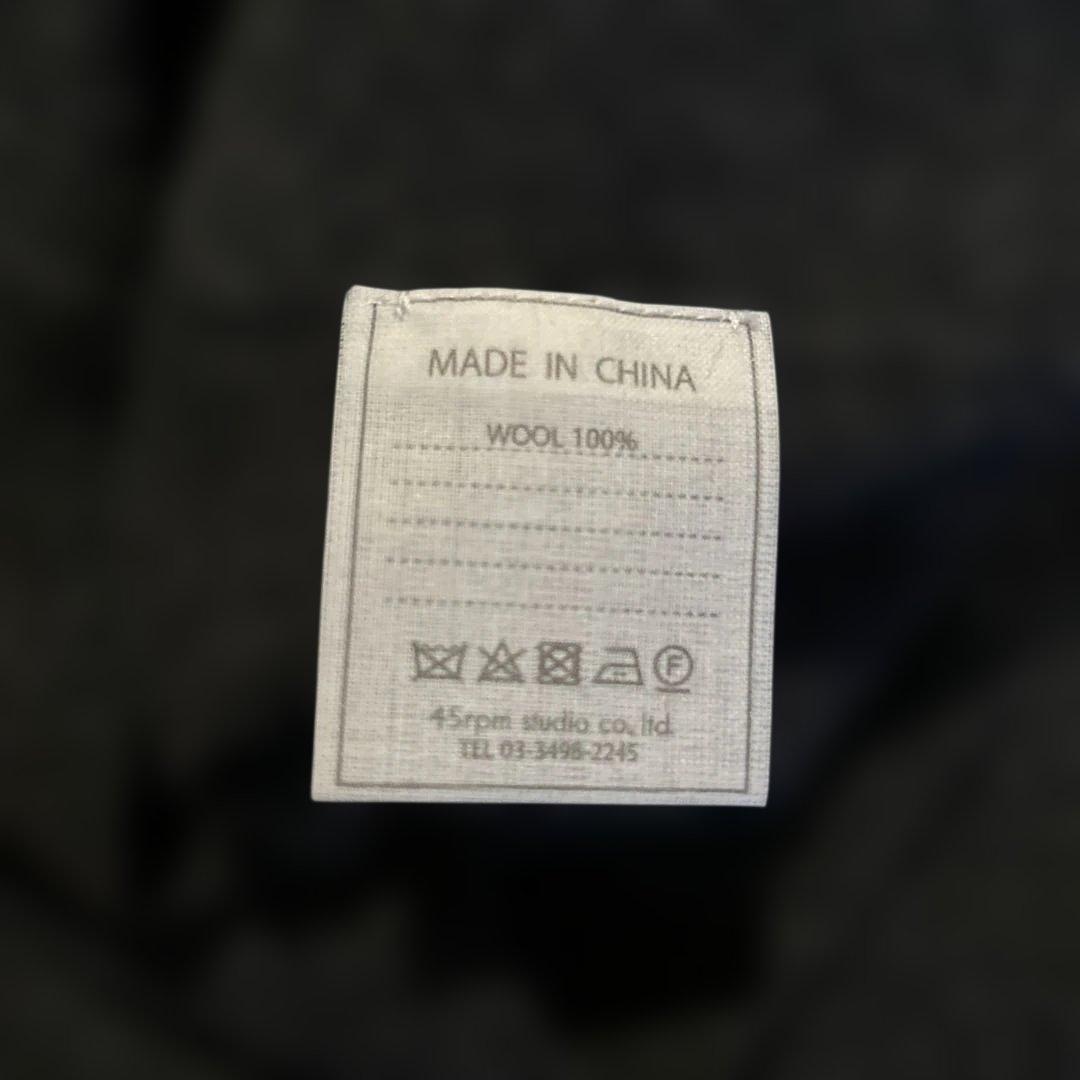 MADE IN CHINA
WOOL 100%
F
45rpm studio co., ltd.
TEL 03-3498-2245